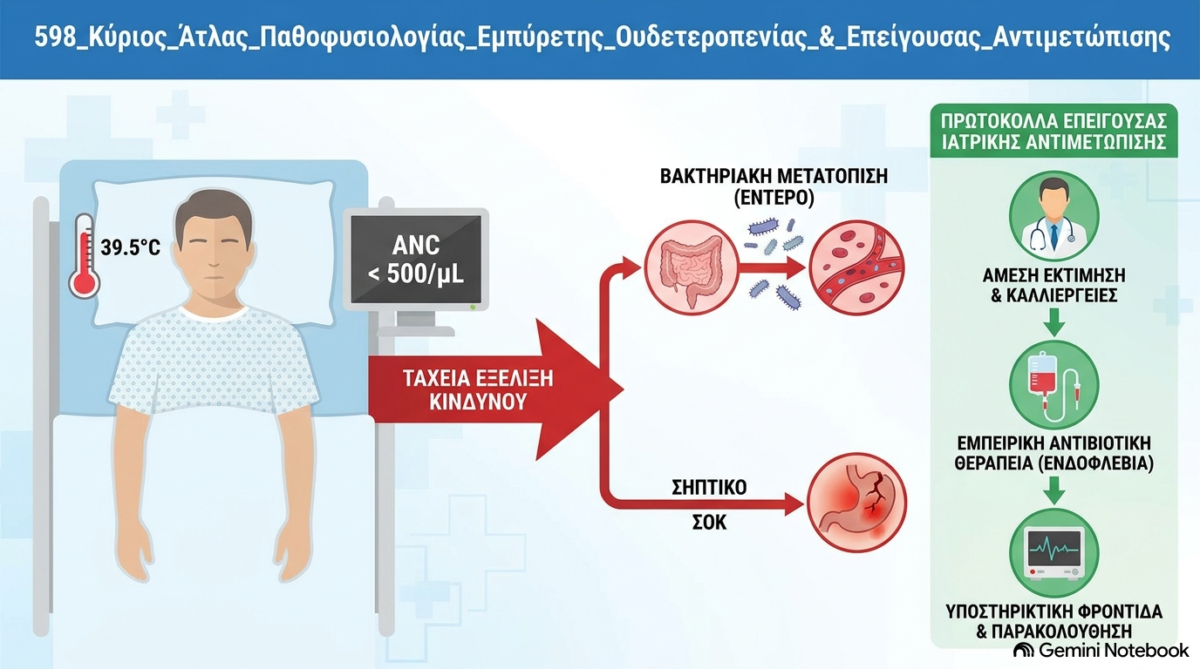 598_Κύριος_Άτλας_Παθοφυσιολογίας_Εμπύρετης_Ουδετεροπενίας_&_Επείγουσας_Αντιμετώπισης
39.5°C
ANC
< 500/μL
ΤΑΧΕΙΑ ΕΞΕΛΙΞΗ
ΚΙΝΔΥΝΟΥ
ΒΑΚΤΗΡΙΑΚΗ ΜΕΤΑΤΟΠΙΣΗ
(ΕΝΤΕΡΟ)
ΣΗΠΤΙΚΟ
ΣΟΚ
ΠΡΩΤΟΚΟΛΛΑ ΕΠΕΙΓΟΥΣΑΣ
ΙΑΤΡΙΚΗΣ ΑΝΤΙΜΕΤΩΠΙΣΗΣ
ΑΜΕΣΗ ΕΚΤΙΜΗΣΗ
& ΚΑΛΛΙΕΡΓΕΙΕΣ
ΕΜΠΕΙΡΙΚΗ ΑΝΤΙΒΙΟΤΙΚΗ
ΘΕΡΑΠΕΙΑ (ΕΝΔΟΦΛΕΒΙΑ)
ΥΠΟΣΤΗΡΙΚΤΙΚΗ ΦΡΟΝΤΙΔΑ
& ΠΑΡΑΚΟΛΟΥΘΗΣΗ
Gemini Notebook